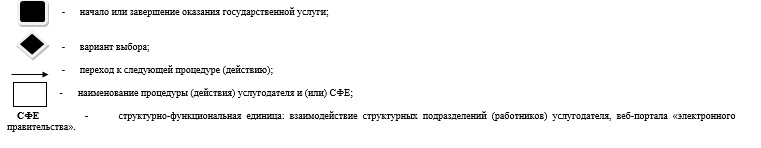 - начало или завершение оказания государственной услуги;
- вариант выбора;
- переход к следующей процедуре (действию);
- наименование процедуры (действия) услугодателя и (или) СФЕ;
СФЕ - структурно-функциональная единица: взаимодействие структурных подразделений (работников) услугодателя, веб-портала «электронного
правительства».